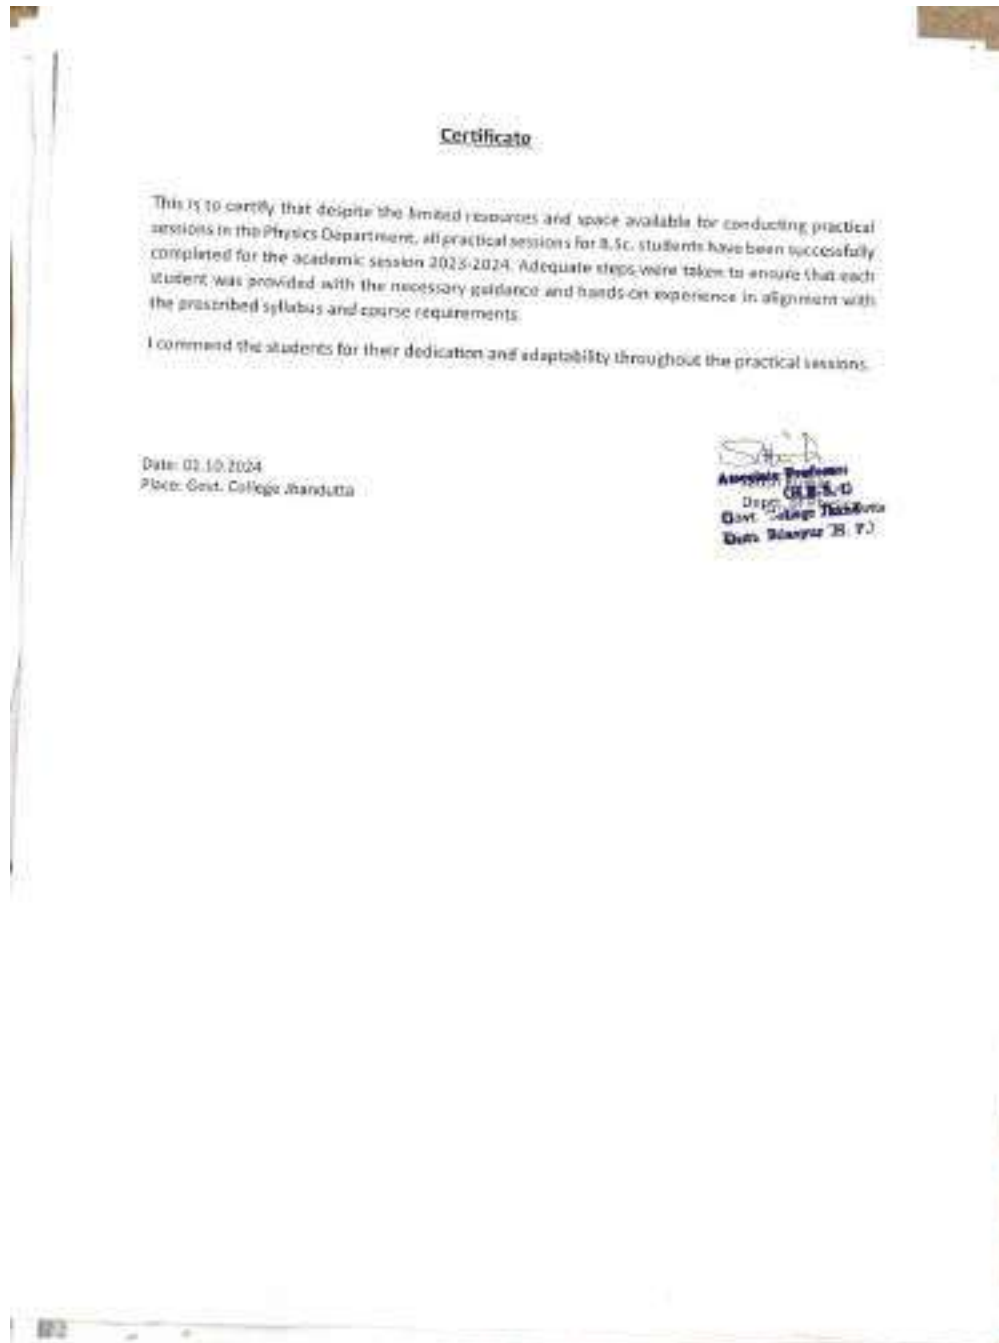 Certificate
This is to certify that despite the limited resources and space available for conducting practical
sessions in the Physics Department, all practical sessions for B.Sc. students have been successfully
completed for the academic session 2023-2024. Adequate steps were taken to ensure that each
student was provided with the necessary guidance and hands-on experience in alignment with
the prescribed syllabus and course requirements.
I commend the students for their dedication and adaptability throughout the practical sessions.
Date: 03.10.2024
Place: Govt. College Jhandutta
Associate Professor
Dept.
Govt. College Jhandutta
Distt. Bilaspur (H. P.)